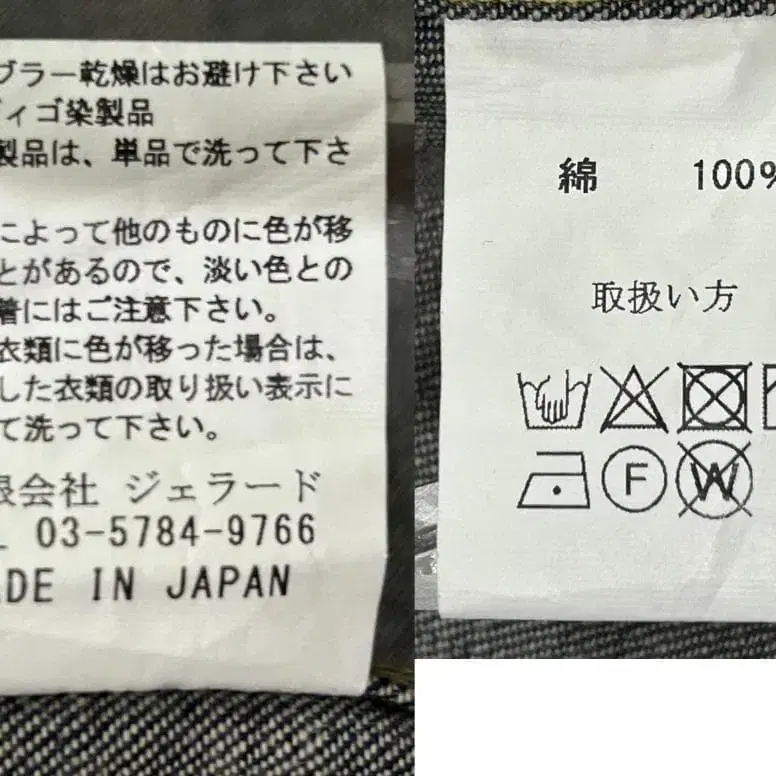 ブラー乾燥はお避け下さい
ィゴ染製品
製品は、単品で洗って下さ
によって他のものに色が移
とがあるので、淡い色との
着にはご注意下さい。
衣類に色が移った場合は、
した衣類の取り扱い表示に
て洗って下さい。
限会社 ジェラード
03-5784-9766
DE IN JAPAN
綿 100%
取扱い方
F W